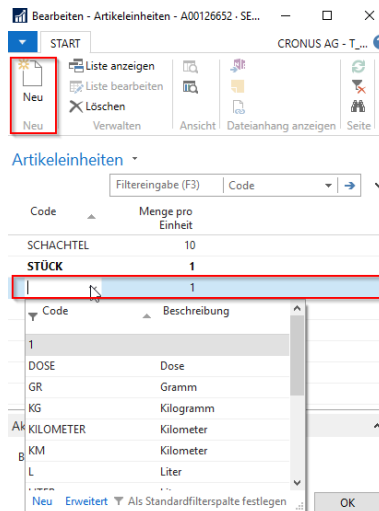 Bearbeiten - Artikeleinheiten - A00126652 · SE...
START
CRONUS AG - T_...
Neu
Liste anzeigen
Liste bearbeiten
Löschen
Neu
Verwalten
Ansicht
Dateianhang anzeigen
Seite
Artikeleinheiten
Filtereingabe (F3)
Code
Code
Menge pro
Einheit
SCHACHTEL 10
STÜCK 1
1
Code Beschreibung
1
DOSE Dose
GR Gramm
KG Kilogramm
KILOMETER Kilometer
KM Kilometer
L Liter
Ak
B
Neu Erweitert Als Standardfilterspalte festlegen
OK